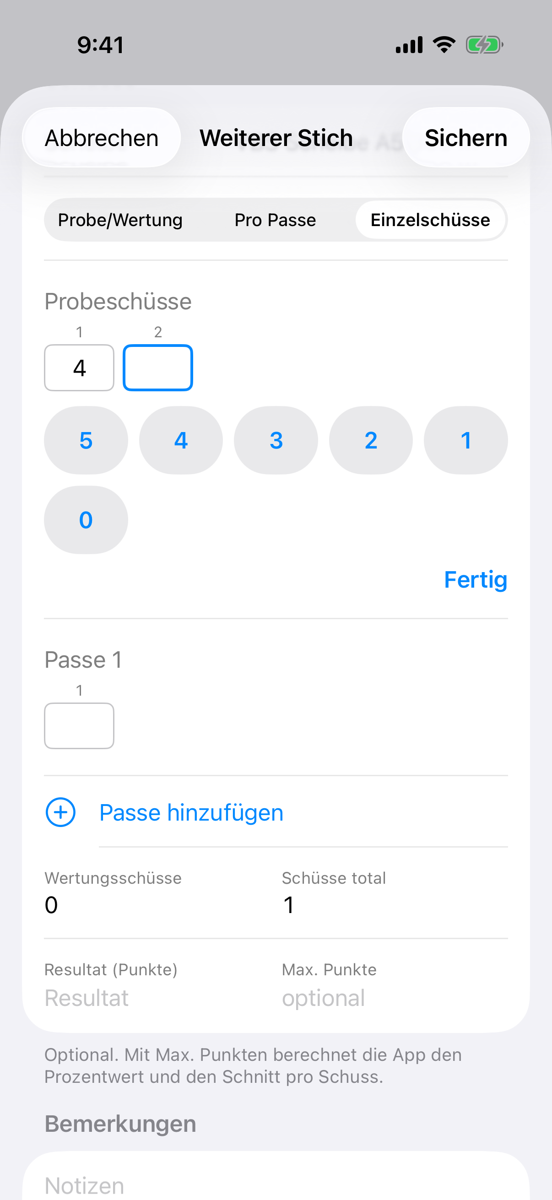 9:41
Abbrechen
Weiterer Stich
Sichern
Probe/Wertung
Pro Passe
Einzelschüsse
Probeschüsse
1
2
4
5
4
3
2
1
0
Fertig
Passe 1
1
Passe hinzufügen
Wertungsschüsse
Schüsse total
0
1
Resultat (Punkte)
Max. Punkte
Resultat
optional
Optional. Mit Max. Punkten berechnet die App den
Prozentwert und den Schnitt pro Schuss.
Bemerkungen
Notizen